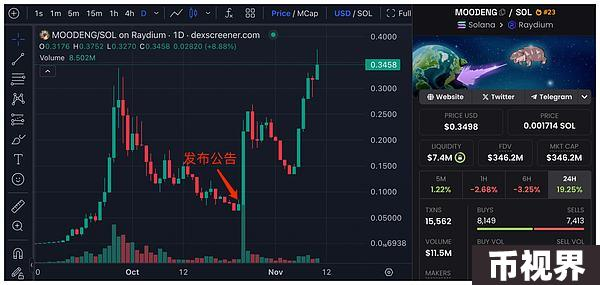 1s 1m 5m 15m 1h 4h D Price / MCap USD / SOL Full
MOODENG/SOL on Raydium · 1D · dexscreener.com
O0.3176 H0.3752 L0.3270 C0.3458 0.02820 (+8.88%)
Volume 8.502M
发布公告
0.4000
0.3458
0.3000
0.2500
0.2000
0.1500
0.1000
0.05000
0.0₄6938
0 Oct 12 Nov 12
MOODENG / SOL #23
Solana > Raydium
Website Twitter Telegram
PRICE USD
$0.3498
PRICE
0.001714 SOL
LIQUIDITY
$7.4M
FDV
$346.2M
MKT CAP
$346.2M
5M 1H 6H 24H
1.22% -2.68% -3.25% 19.25%
TXNS
15,562
BUYS
8,149
SELLS
7,413
VOLUME
$11.5M
BUY VOL
SELL VOL
MAKERS
币视界